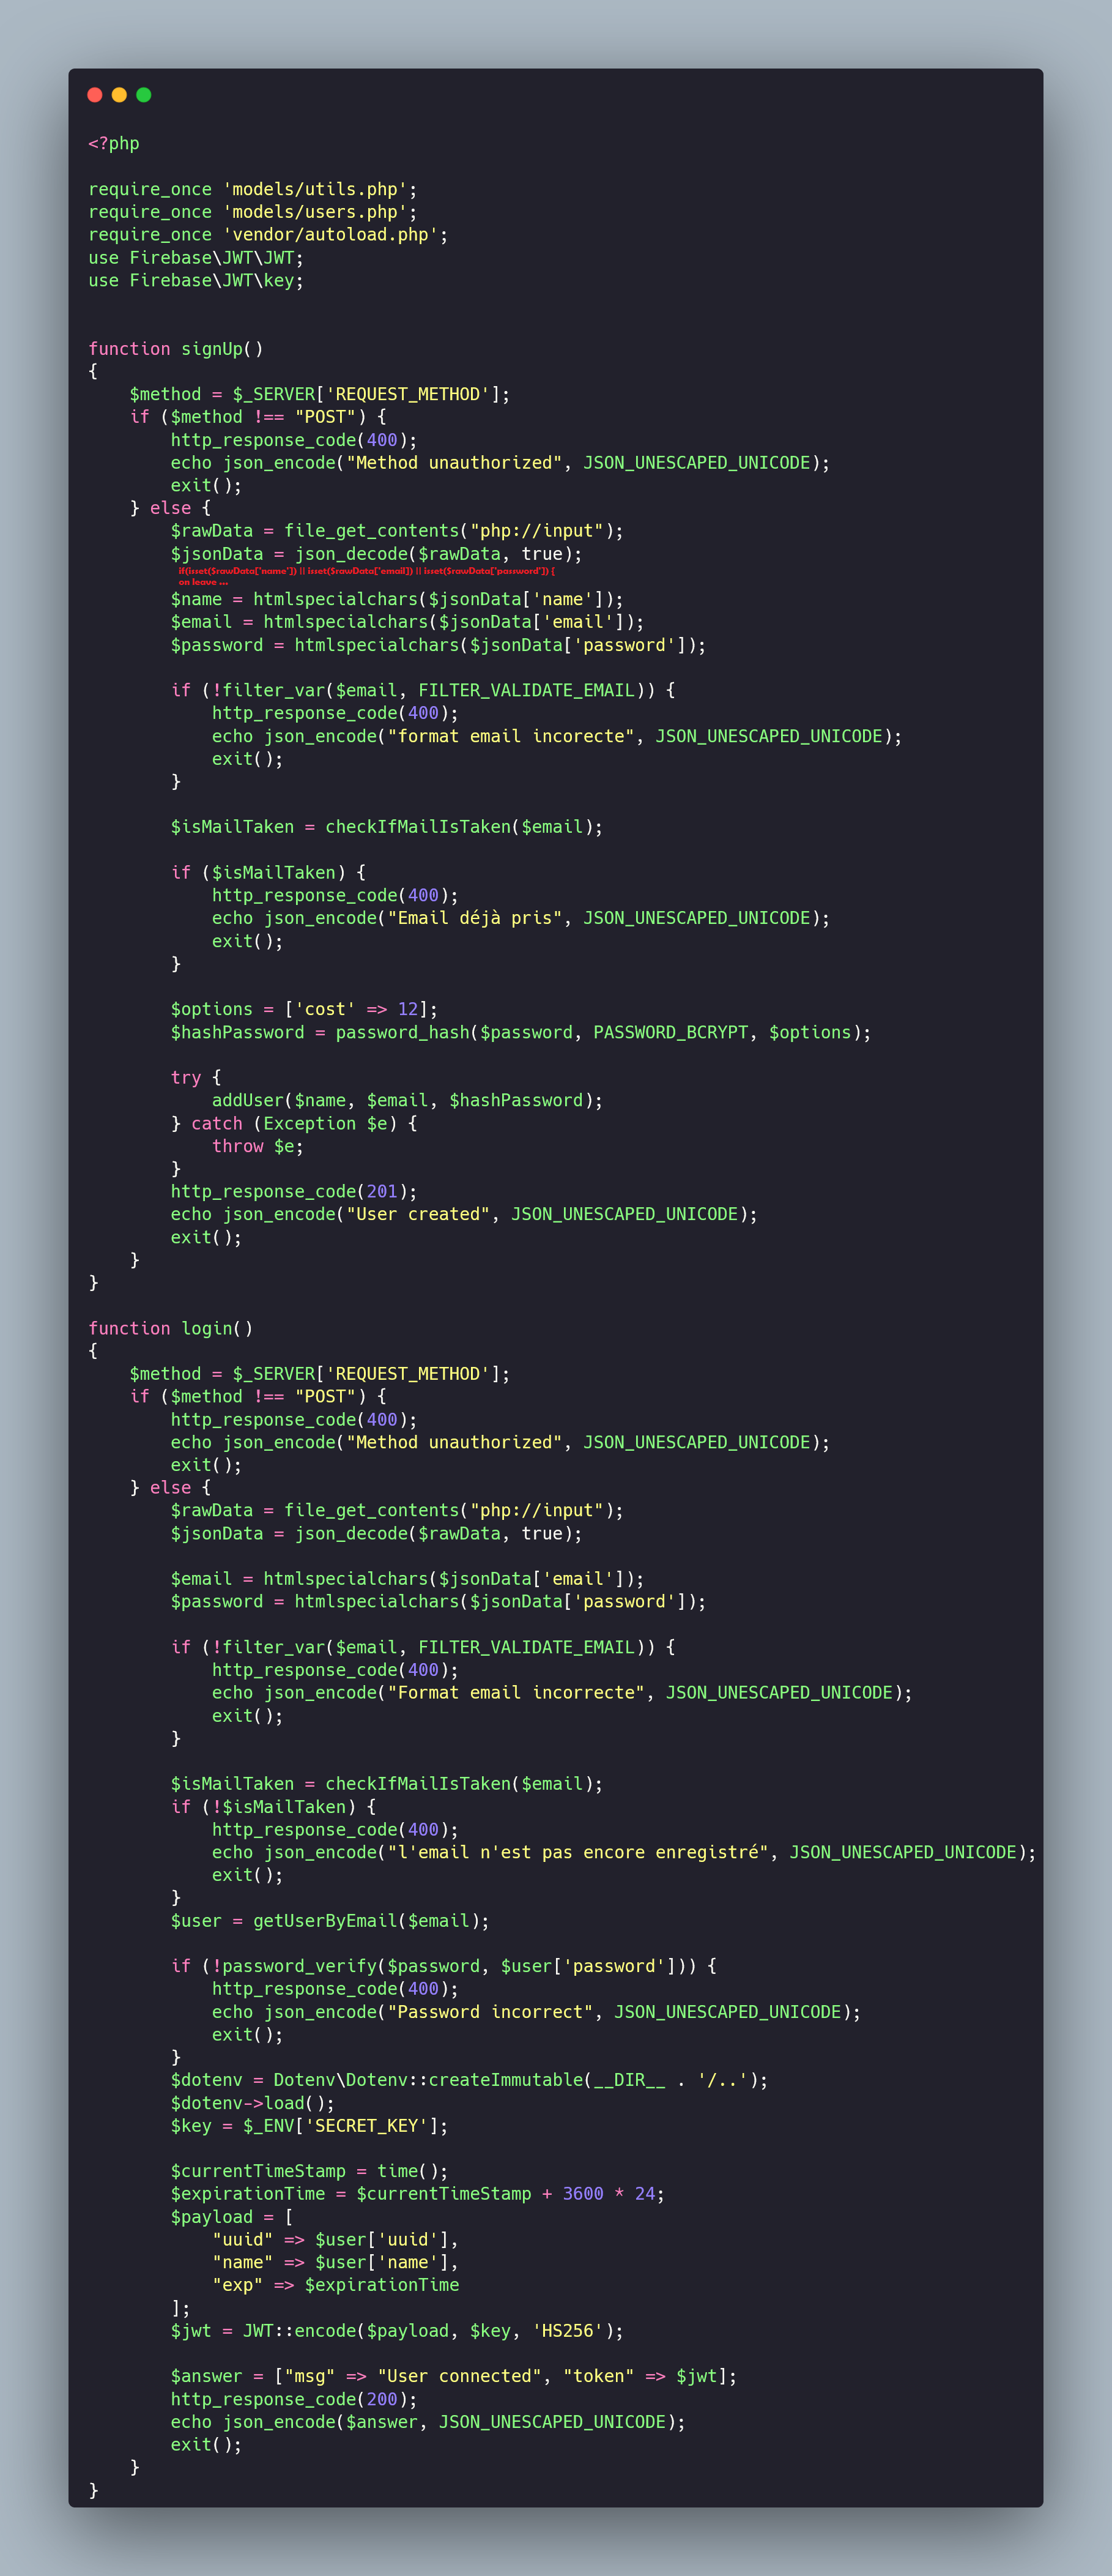 <?php
require_once 'models/utils.php';
require_once 'models/users.php';
require_once 'vendor/autoload.php';
use Firebase\JWT\JWT;
use Firebase\JWT\key;
function signUp()
{
    $method = $_SERVER['REQUEST_METHOD'];
    if ($method !== "POST") {
        http_response_code(400);
        echo json_encode("Method unauthorized", JSON_UNESCAPED_UNICODE);
        exit();
    } else {
        $rawData = file_get_contents("php://input");
        $jsonData = json_decode($rawData, true);
        if(isset($rawData['name']) || isset($rawData['email]) || isset($rawData['password']) {
        on leave ...
        $name = htmlspecialchars($jsonData['name']);
        $email = htmlspecialchars($jsonData['email']);
        $password = htmlspecialchars($jsonData['password']);
        if (!filter_var($email, FILTER_VALIDATE_EMAIL)) {
            http_response_code(400);
            echo json_encode("format email incorecte", JSON_UNESCAPED_UNICODE);
            exit();
        }
        $isMailTaken = checkIfMailIsTaken($email);
        if ($isMailTaken) {
            http_response_code(400);
            echo json_encode("Email déjà pris", JSON_UNESCAPED_UNICODE);
            exit();
        }
        $options = ['cost' => 12];
        $hashPassword = password_hash($password, PASSWORD_BCRYPT, $options);
        try {
            addUser($name, $email, $hashPassword);
        } catch (Exception $e) {
            throw $e;
        }
        http_response_code(201);
        echo json_encode("User created", JSON_UNESCAPED_UNICODE);
        exit();
    }
}
function login()
{
    $method = $_SERVER['REQUEST_METHOD'];
    if ($method !== "POST") {
        http_response_code(400);
        echo json_encode("Method unauthorized", JSON_UNESCAPED_UNICODE);
        exit();
    } else {
        $rawData = file_get_contents("php://input");
        $jsonData = json_decode($rawData, true);
        $email = htmlspecialchars($jsonData['email']);
        $password = htmlspecialchars($jsonData['password']);
        if (!filter_var($email, FILTER_VALIDATE_EMAIL)) {
            http_response_code(400);
            echo json_encode("Format email incorrecte", JSON_UNESCAPED_UNICODE);
            exit();
        }
        $isMailTaken = checkIfMailIsTaken($email);
        if (!$isMailTaken) {
            http_response_code(400);
            echo json_encode("l'email n'est pas encore enregistré", JSON_UNESCAPED_UNICODE);
            exit();
        }
        $user = getUserByEmail($email);
        if (!password_verify($password, $user['password'])) {
            http_response_code(400);
            echo json_encode("Password incorrect", JSON_UNESCAPED_UNICODE);
            exit();
        }
        $dotenv = Dotenv\Dotenv::createImmutable(__DIR__ . '/..');
        $dotenv->load();
        $key = $_ENV['SECRET_KEY'];
        $currentTimeStamp = time();
        $expirationTime = $currentTimeStamp + 3600 * 24;
        $payload = [
            "uuid" => $user['uuid'],
            "name" => $user['name'],
            "exp" => $expirationTime
        ];
        $jwt = JWT::encode($payload, $key, 'HS256');
        $answer = ["msg" => "User connected", "token" => $jwt];
        http_response_code(200);
        echo json_encode($answer, JSON_UNESCAPED_UNICODE);
        exit();
    }
}